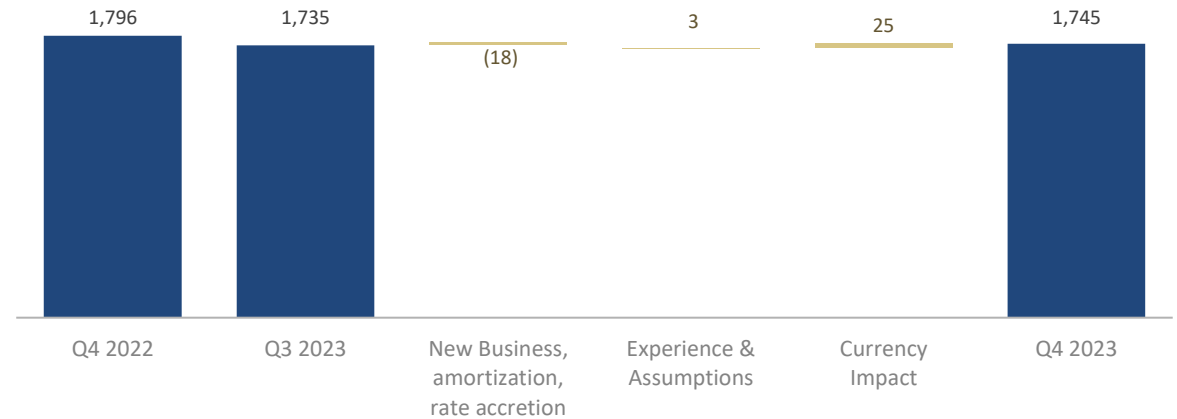 1,796
1,735
(18)
3
25
1,745
Q4 2022
Q3 2023
New Business,
amortization,
rate accretion
Experience &
Assumptions
Currency
Impact
Q4 2023